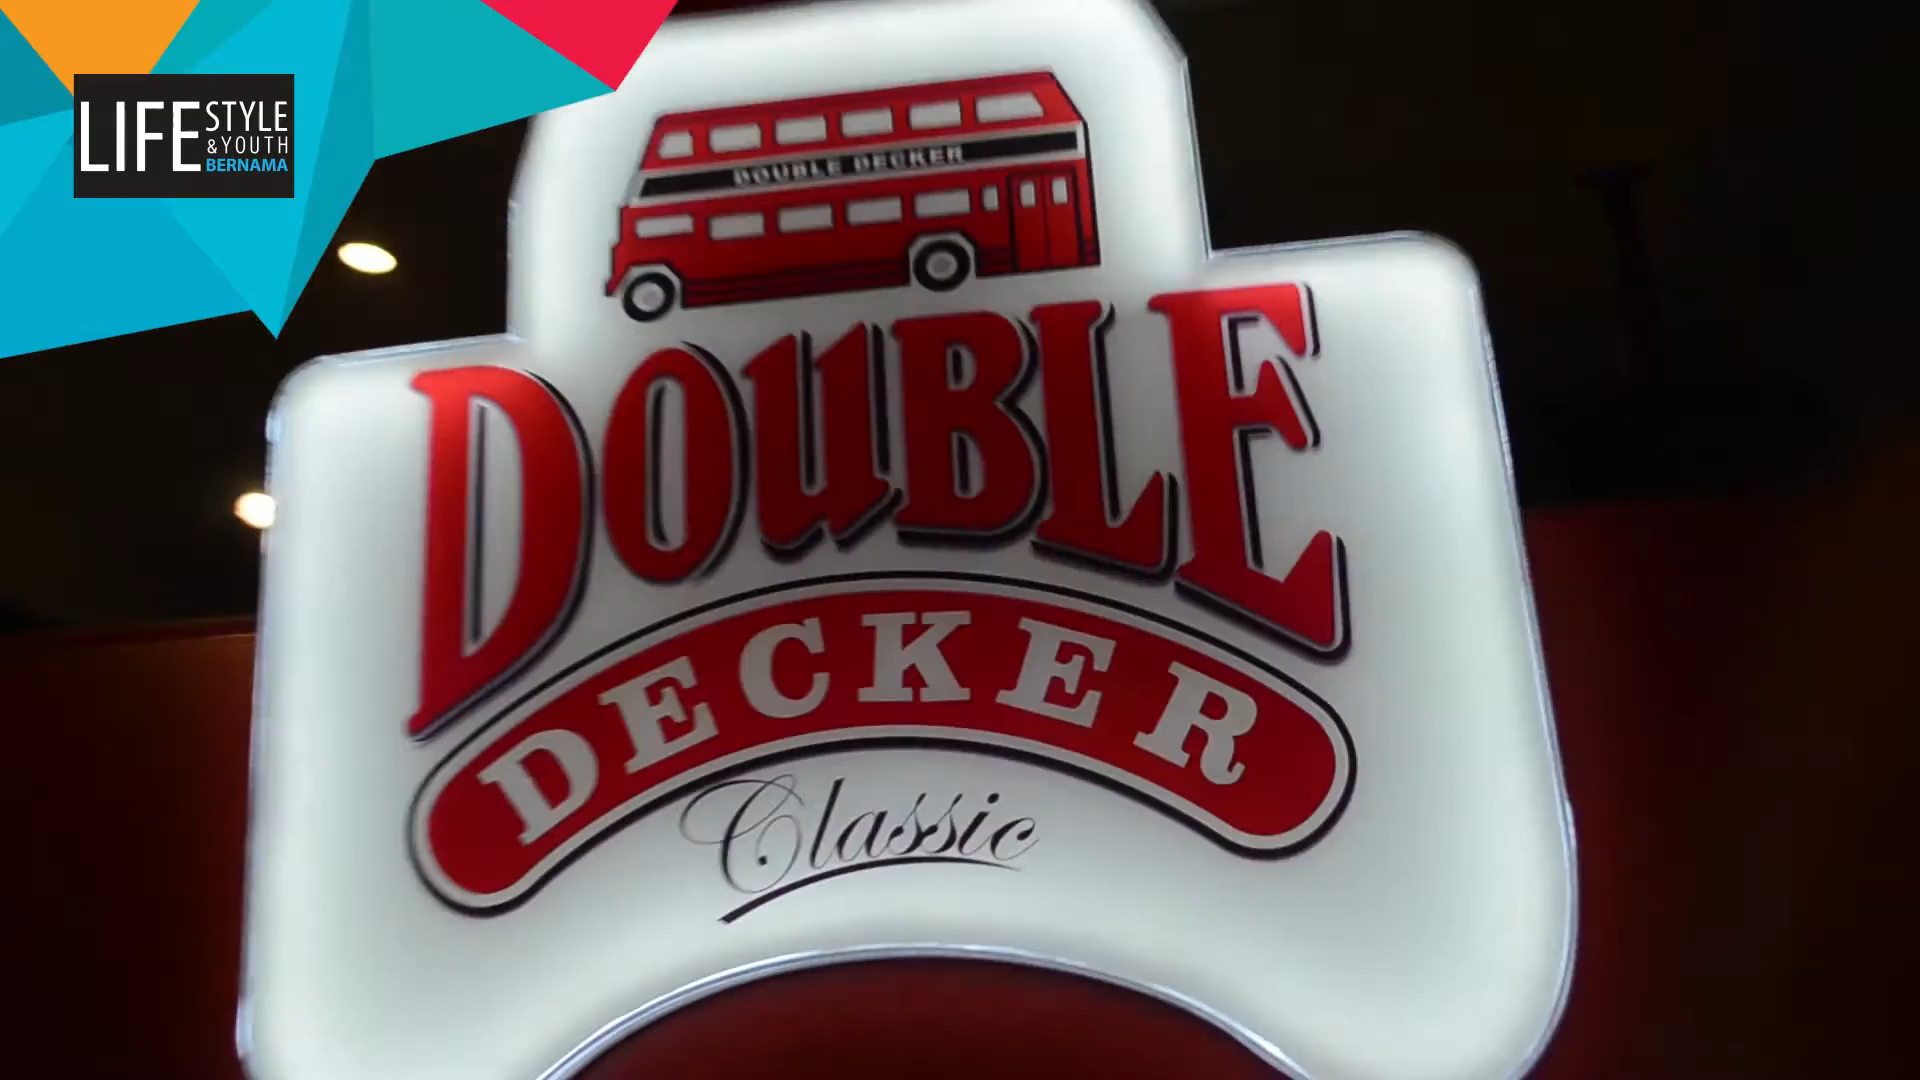 LIFE STYLE
&YOUTH
BERNAMA
DOUBLE DECKER
DOUBLE
DECKER
Classic